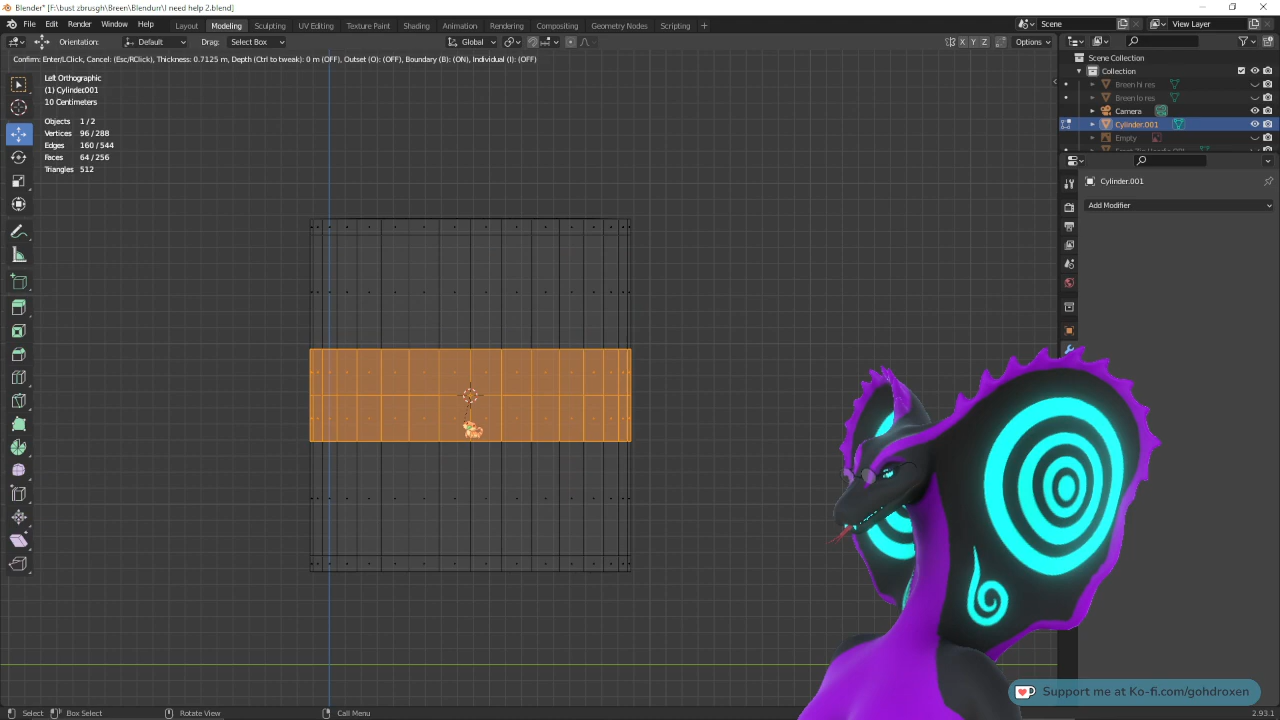 Blender* [F:\bust zbrusgh\Breen\Blendurr\I need help 2.blend]
File Edit Render Window Help Layout Modeling Sculpting UV Editing Texture Paint Shading Animation Rendering Compositing Geometry Nodes Scripting + Scene View Layer
Orientation: Default Drag: Select Box Global X Y Z Options
Confirm: Enter/LClick, Cancel: (Esc/RClick), Thickness: 0.7125 m, Depth (Ctrl to tweak): 0 m (OFF), Outset (O): (OFF), Boundary (B): (ON), Individual (I): (OFF)
Left Orthographic
(1) Cylinder.001
10 Centimeters
Objects 1/2
Vertices 96/288
Edges 160/544
Faces 64/256
Triangles 512
Scene Collection
Collection
Breen hi res
Breen lo res
Camera
Cylinder.001
Empty
Cylinder.001
Add Modifier
Support me at Ko-fi.com/gohdroxen
Select Box Select Rotate View Call Menu 2.93.1